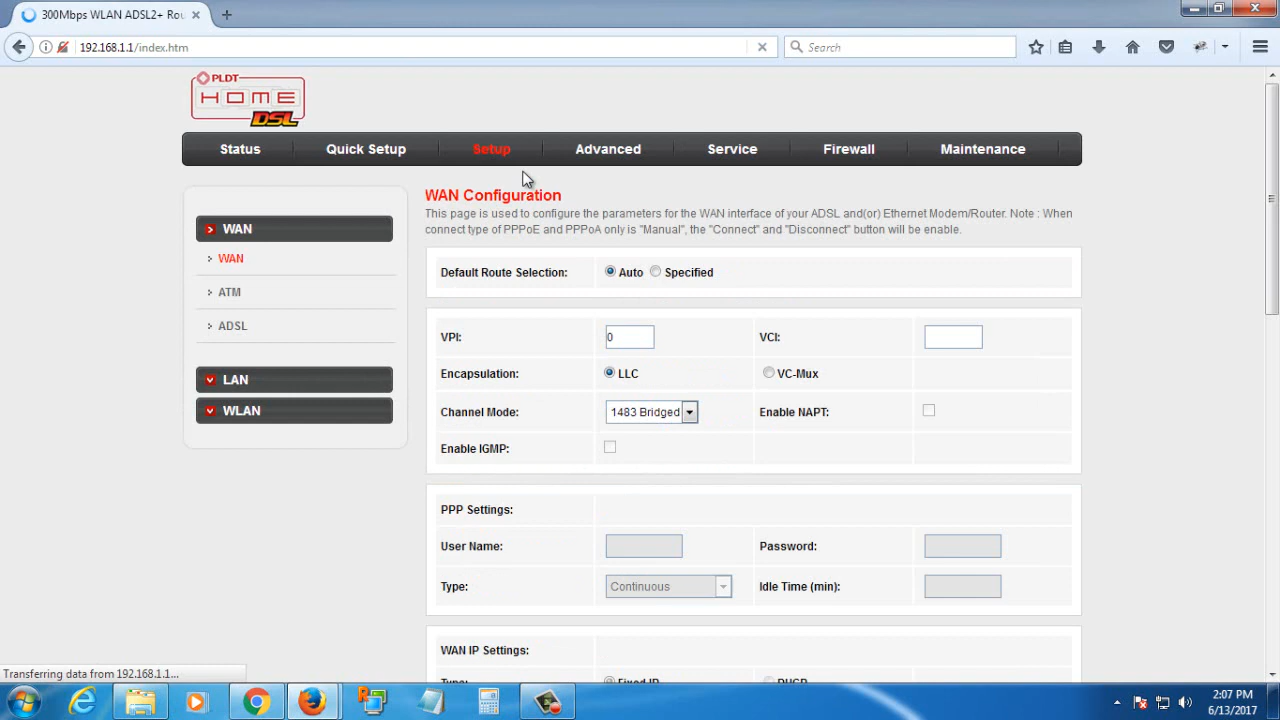 300Mbps WLAN ADSL2+ Rou
192.168.1.1/index.htm
Search
PLDT
HOME
DSL
Status
Quick Setup
Setup
Advanced
Service
Firewall
Maintenance
WAN
WAN
ATM
ADSL
LAN
WLAN
WAN Configuration
This page is used to configure the parameters for the WAN interface of your ADSL and(or) Ethernet Modem/Router. Note : When
connect type of PPPoE and PPPoA only is "Manual", the "Connect" and "Disconnect" button will be enable.
Default Route Selection: Auto Specified
VPI: 0 VCI:
Encapsulation: LLC VC-Mux
Channel Mode: 1483 Bridged Enable NAPT:
Enable IGMP:
PPP Settings:
User Name: Password:
Type: Continuous Idle Time (min):
WAN IP Settings:
Type: Fixed IP DHCP
Transferring data from 192.168.1.1...
2:07 PM
6/13/2017